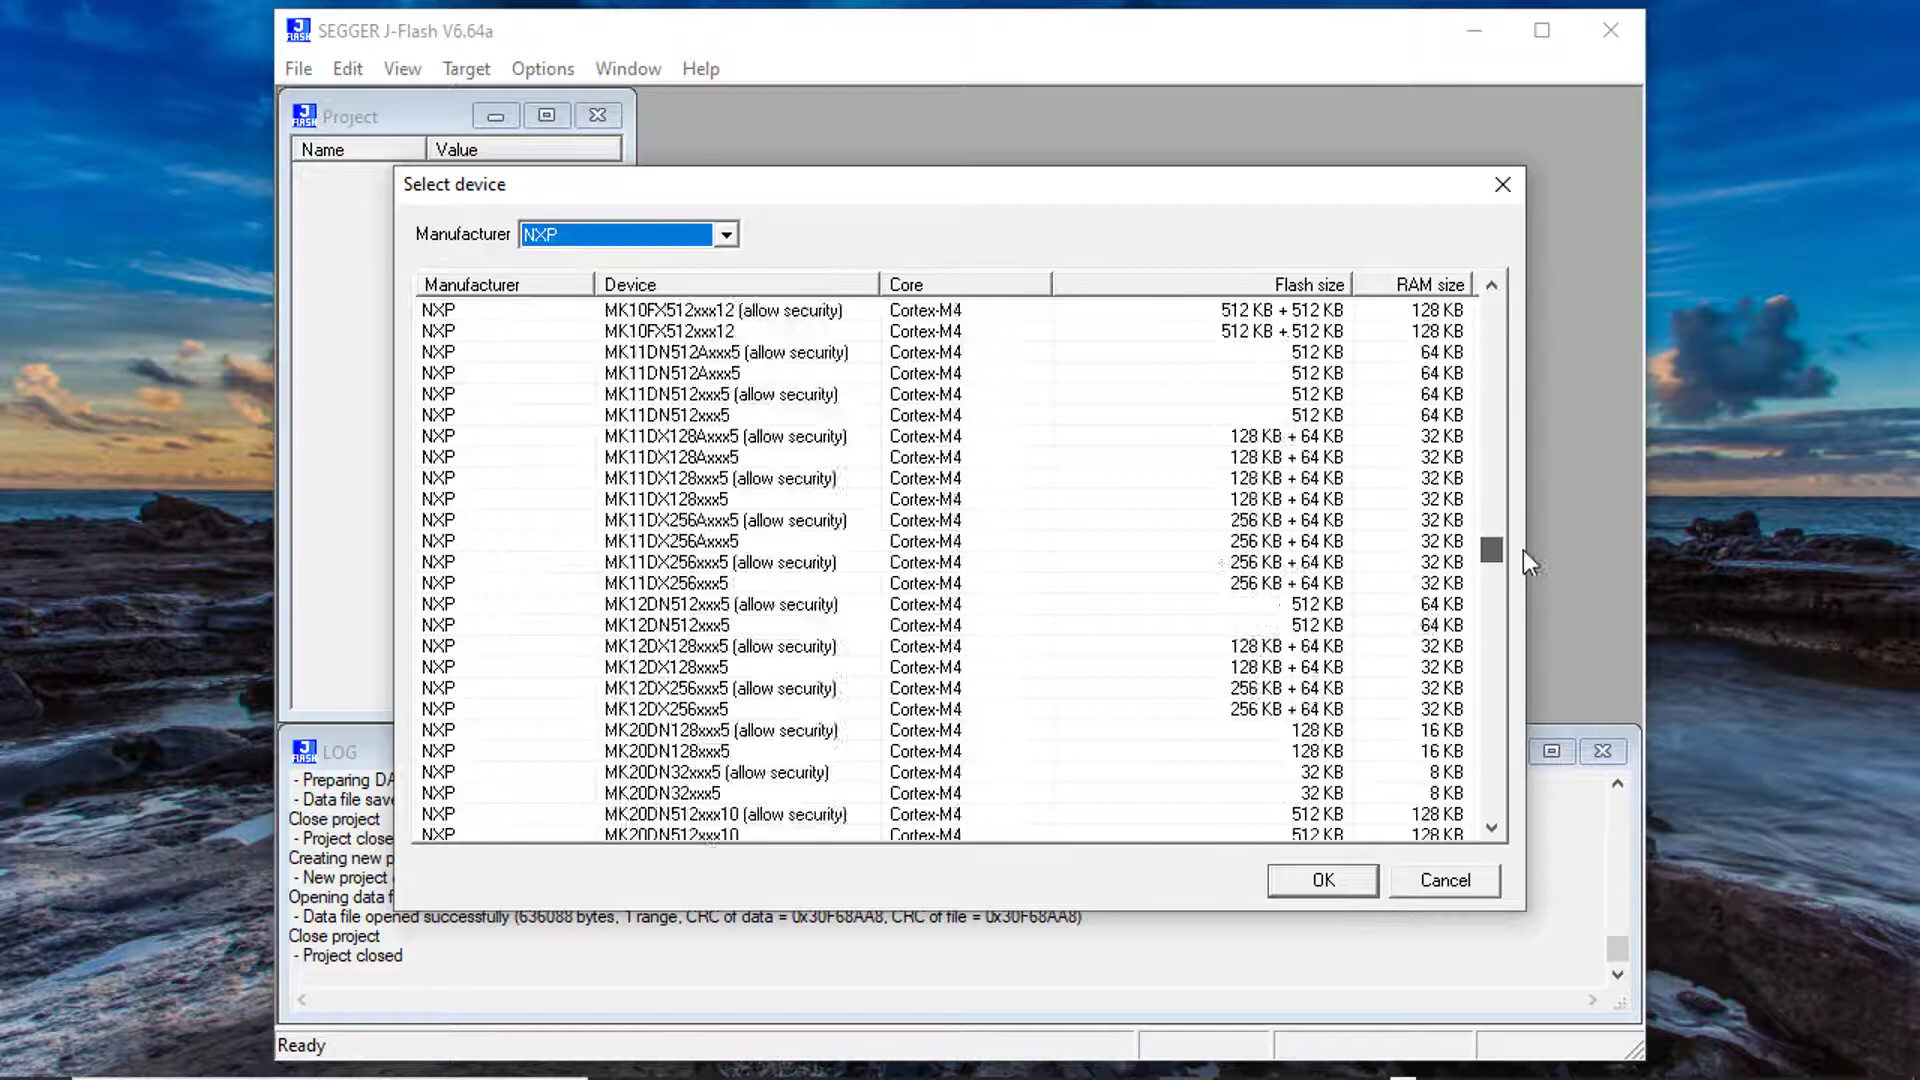 SEGGER J-Flash V6.64a
File Edit View Target Options Window Help
Project
Name Value
Select device
Manufacturer NXP
Manufacturer Device Core Flash size RAM size
NXP MK10FX512xxx12 (allow security) Cortex-M4 512 KB + 512 KB 128 KB
NXP MK10FX512xxx12 Cortex-M4 512 KB + 512 KB 128 KB
NXP MK11DN512Axxx5 (allow security) Cortex-M4 512 KB 64 KB
NXP MK11DN512Axxx5 Cortex-M4 512 KB 64 KB
NXP MK11DN512xxx5 (allow security) Cortex-M4 512 KB 64 KB
NXP MK11DN512xxx5 Cortex-M4 512 KB 64 KB
NXP MK11DX128Axxx5 (allow security) Cortex-M4 128 KB + 64 KB 32 KB
NXP MK11DX128Axxx5 Cortex-M4 128 KB + 64 KB 32 KB
NXP MK11DX128xxx5 (allow security) Cortex-M4 128 KB + 64 KB 32 KB
NXP MK11DX128xxx5 Cortex-M4 128 KB + 64 KB 32 KB
NXP MK11DX256Axxx5 (allow security) Cortex-M4 256 KB + 64 KB 32 KB
NXP MK11DX256Axxx5 Cortex-M4 256 KB + 64 KB 32 KB
NXP MK11DX256xxx5 (allow security) Cortex-M4 256 KB + 64 KB 32 KB
NXP MK11DX256xxx5 Cortex-M4 256 KB + 64 KB 32 KB
NXP MK12DN512xxx5 (allow security) Cortex-M4 512 KB 64 KB
NXP MK12DN512xxx5 Cortex-M4 512 KB 64 KB
NXP MK12DX128xxx5 (allow security) Cortex-M4 128 KB + 64 KB 32 KB
NXP MK12DX128xxx5 Cortex-M4 128 KB + 64 KB 32 KB
NXP MK12DX256xxx5 (allow security) Cortex-M4 256 KB + 64 KB 32 KB
NXP MK12DX256xxx5 Cortex-M4 256 KB + 64 KB 32 KB
NXP MK20DN128xxx5 (allow security) Cortex-M4 128 KB 16 KB
NXP MK20DN128xxx5 Cortex-M4 128 KB 16 KB
NXP MK20DN32xxx5 (allow security) Cortex-M4 32 KB 8 KB
NXP MK20DN32xxx5 Cortex-M4 32 KB 8 KB
NXP MK20DN512xxx10 (allow security) Cortex-M4 512 KB 128 KB
NXP MK20DN512xxx10 Cortex-M4 512 KB 128 KB
OK Cancel
LOG
- Preparing DA
- Data file save
Close project
- Project close
Creating new p
- New project
Opening data f
- Data file opened successfully (636088 bytes, 1 range, CRC of data = 0x30F68AA8, CRC of file = 0x30F68AA8)
Close project
- Project closed
Ready